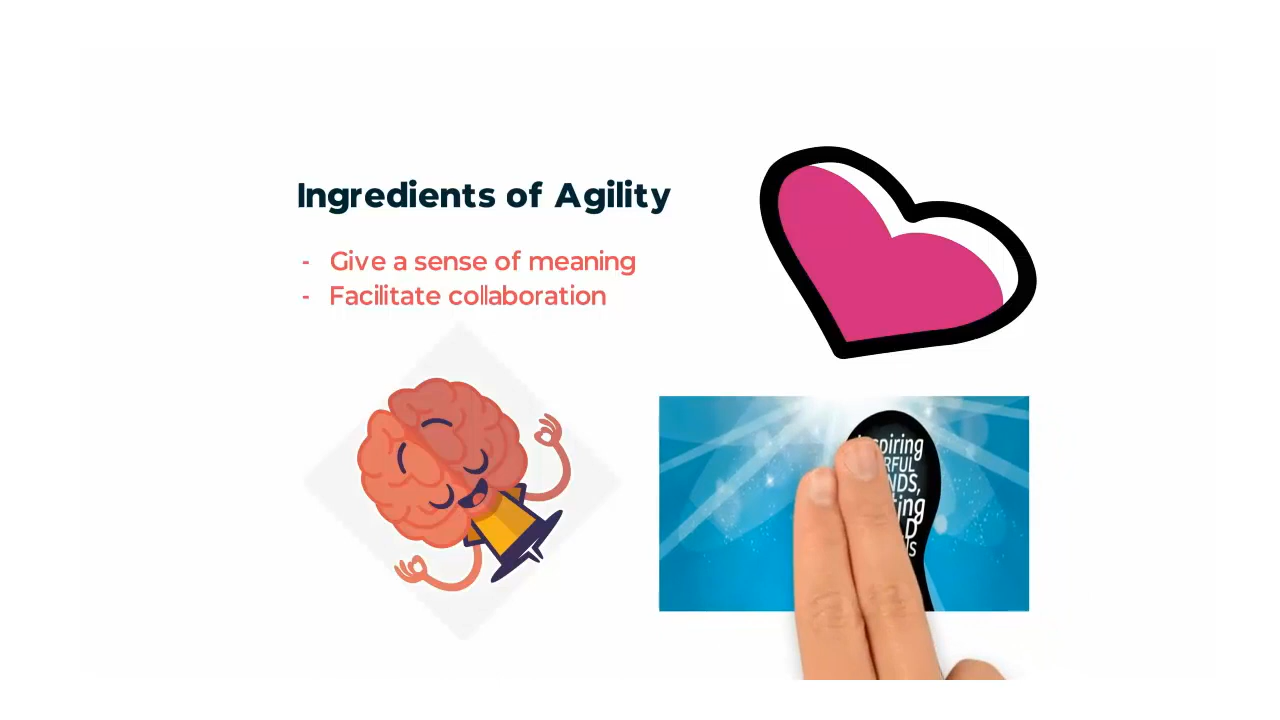 Ingredients of Agility
- Give a sense of meaning
- Facilitate collaboration